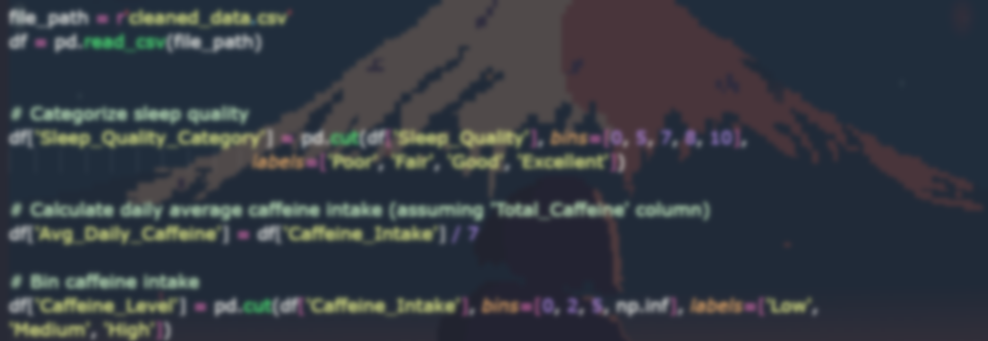 file_path = r'cleaned_data.csv'
df = pd.read_csv(file_path)
# Categorize sleep quality
df['Sleep_Quality_Category'] = pd.cut(df['Sleep_Quality'], bins=[0, 5, 7, 8, 10],
labels=['Poor', 'Fair', 'Good', 'Excellent'])
# Calculate daily average caffeine intake (assuming 'Total_Caffeine' column)
df['Avg_Daily_Caffeine'] = df['Caffeine_Intake'] / 7
# Bin caffeine intake
df['Caffeine_Level'] = pd.cut(df['Caffeine_Intake'], bins=[0, 2, 5, np.inf], labels=['Low',
'Medium', 'High'])